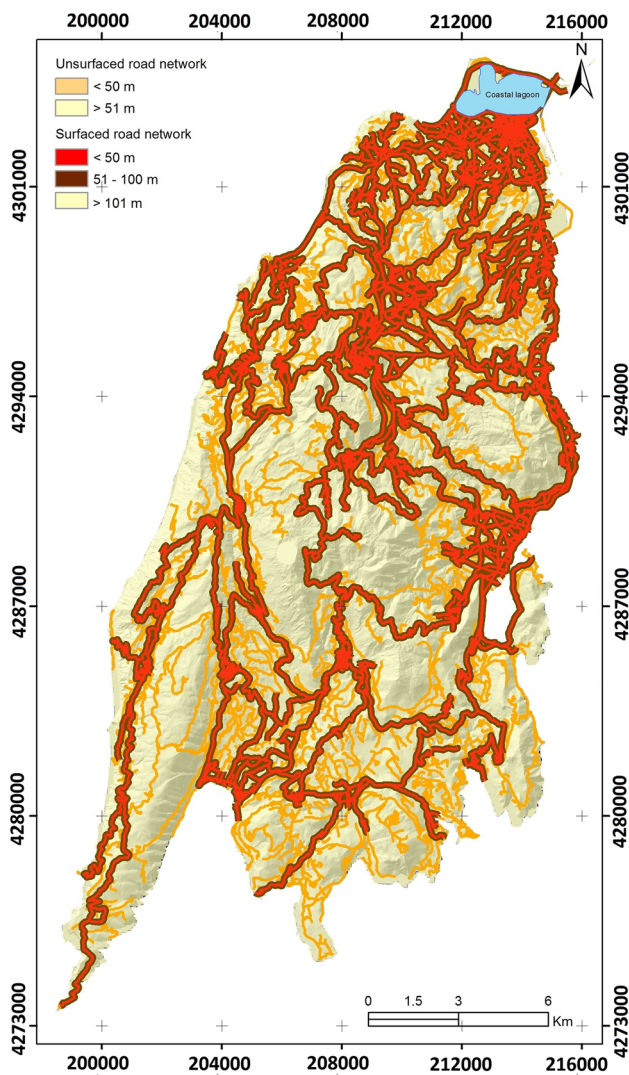 200000 204000 208000 212000 216000
N
Unsurfaced road network
< 50 m
> 51 m
Surfaced road network
< 50 m
51 - 100 m
> 101 m
Coastal lagoon
4301000 4301000
4294000 4294000
4287000 4287000
4280000 4280000
0 1.5 3 6
Km
4273000 4273000
200000 204000 208000 212000 216000